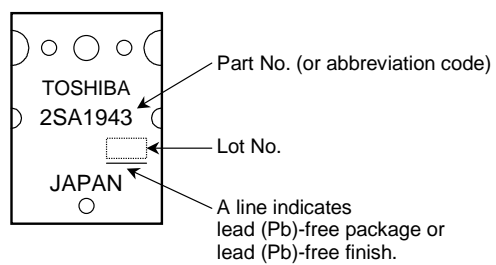 Part No. (or abbreviation code)
TOSHIBA
2SA1943
Lot No.
JAPAN
A line indicates
lead (Pb)-free package or
lead (Pb)-free finish.